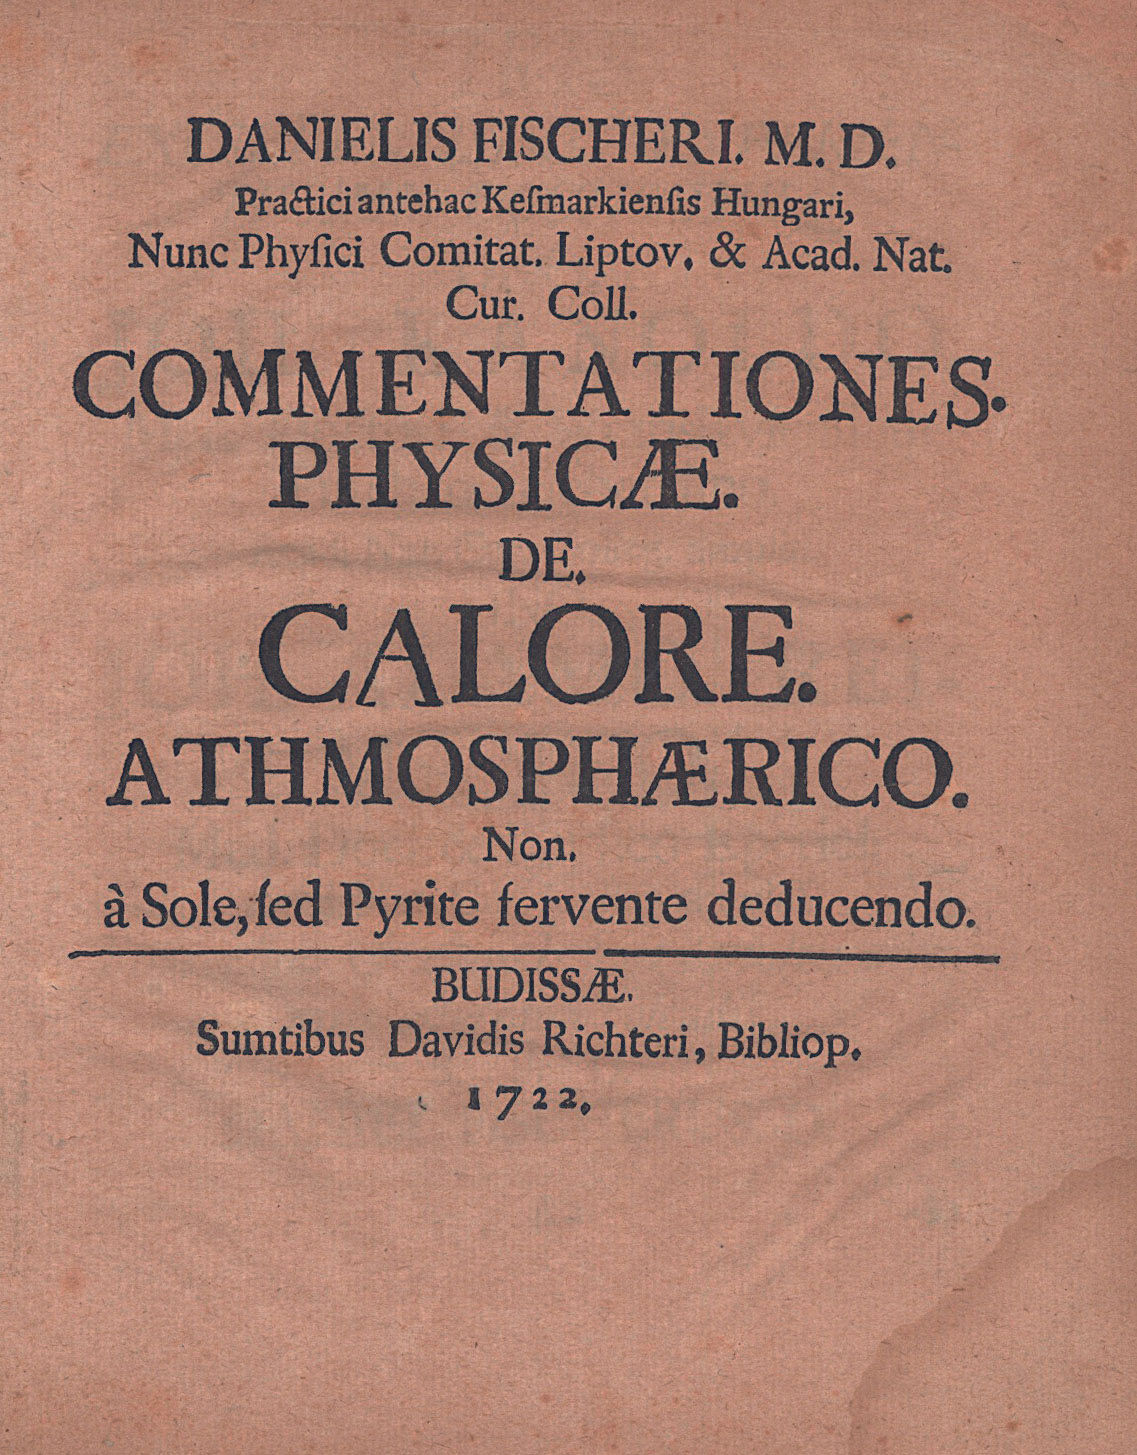 DANIELIS FISCHERI. M. D.
Practici antehac Keſmarkienſis Hungari,
Nunc Phyſici Comitat. Liptov. & Acad. Nat.
Cur. Coll.
COMMENTATIONES.
PHYSICÆ.
DE.
CALORE.
ATHMOSPHÆRICO.
Non.
à Sole, ſed Pyrite fervente deducendo.
BUDISSÆ.
Sumtibus Davidis Richteri, Bibliop.
1722.